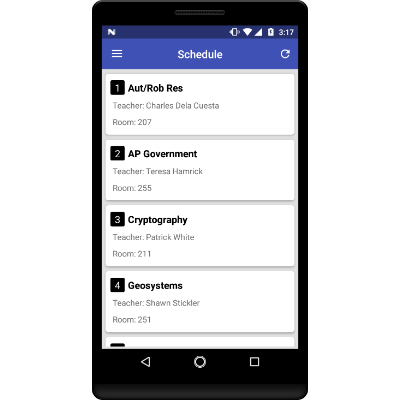 3:17
Schedule
1 Aut/Rob Res
Teacher: Charles Dela Cuesta
Room: 207
2 AP Government
Teacher: Teresa Hamrick
Room: 255
3 Cryptography
Teacher: Patrick White
Room: 211
4 Geosystems
Teacher: Shawn Stickler
Room: 251